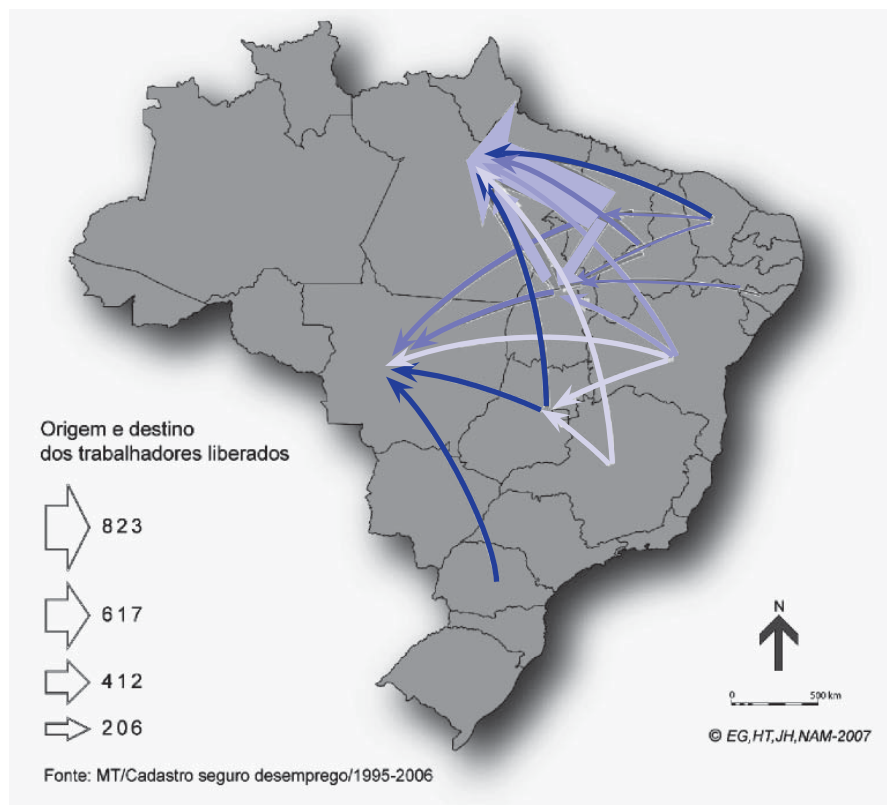 Origem e destino
dos trabalhadores liberados
823
617
412
206
N
0 500 km
© EG,HT,JH,NAM-2007
Fonte: MT/Cadastro seguro desemprego/1995-2006